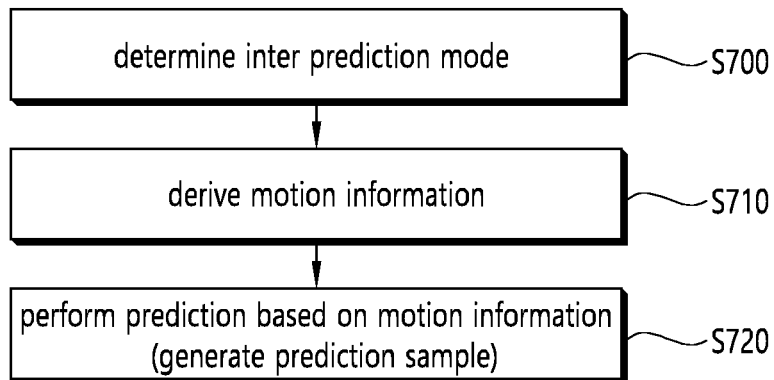 determine inter prediction mode
S700
derive motion information
S710
perform prediction based on motion information
(generate prediction sample)
S720